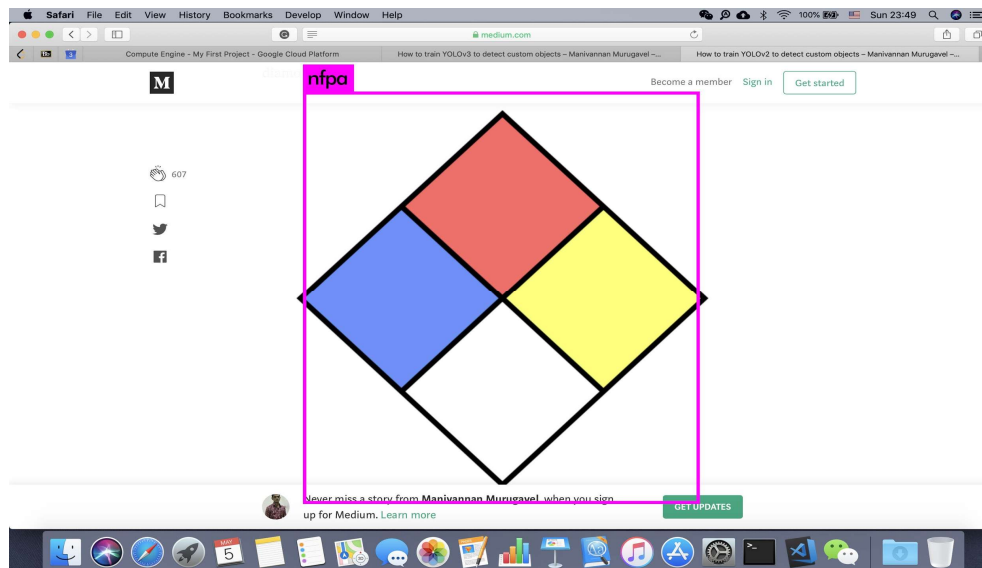 Safari File Edit View History Bookmarks Develop Window Help 100% Sun 23:49
medium.com
Compute Engine - My First Project - Google Cloud Platform
How to train YOLOv3 to detect custom objects – Manivannan Murugavel –...
How to train YOLOv2 to detect custom objects – Manivannan Murugavel –...
M
nfpa
Become a member Sign in Get started
607
Never miss a story from Manivannan Murugavel, when you sign
up for Medium. Learn more
GET UPDATES
MAY
5